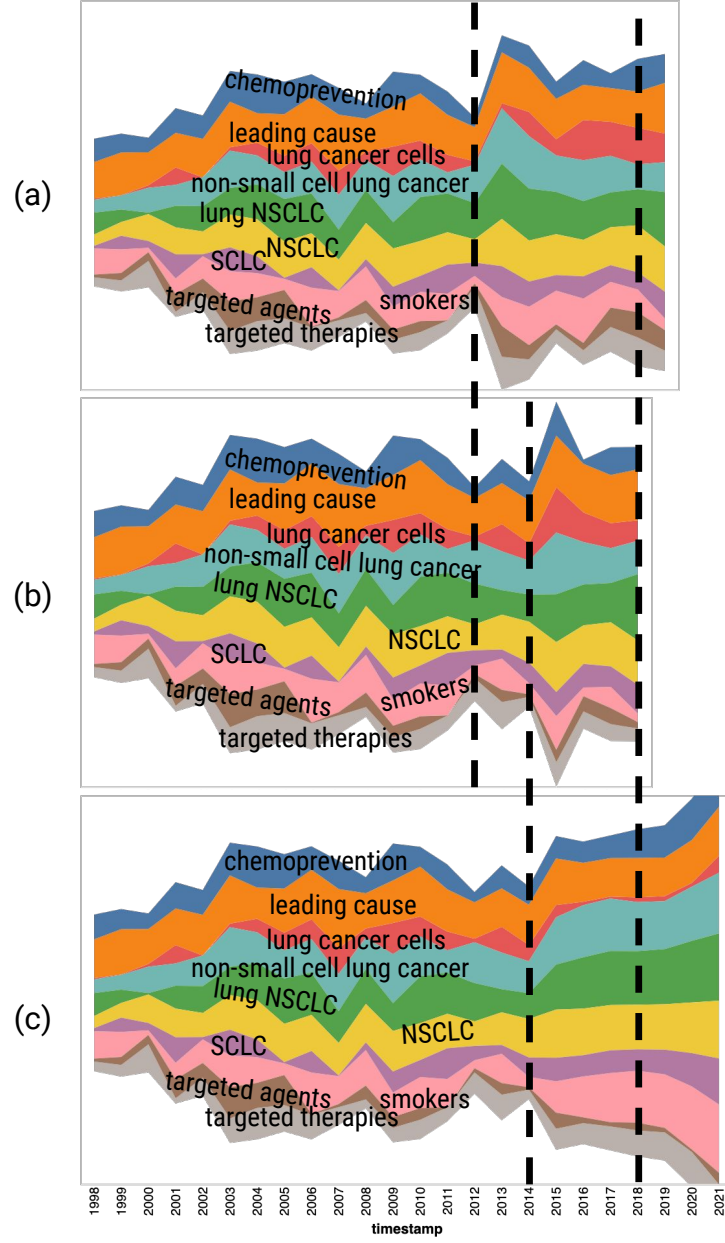 (a)
chemoprevention
leading cause
lung cancer cells
non-small cell lung cancer
lung NSCLC
NSCLC
SCLC
targeted agents
smokers
targeted therapies
(b)
chemoprevention
leading cause
lung cancer cells
non-small cell lung cancer
lung NSCLC
NSCLC
SCLC
targeted agents
smokers
targeted therapies
(c)
chemoprevention
leading cause
lung cancer cells
non-small cell lung cancer
lung NSCLC
NSCLC
SCLC
targeted agents
smokers
targeted therapies
1998 1999 2000 2001 2002 2003 2004 2005 2006 2007 2008 2009 2010 2011 2012 2013 2014 2015 2016 2017 2018 2019 2020 2021
timestamp